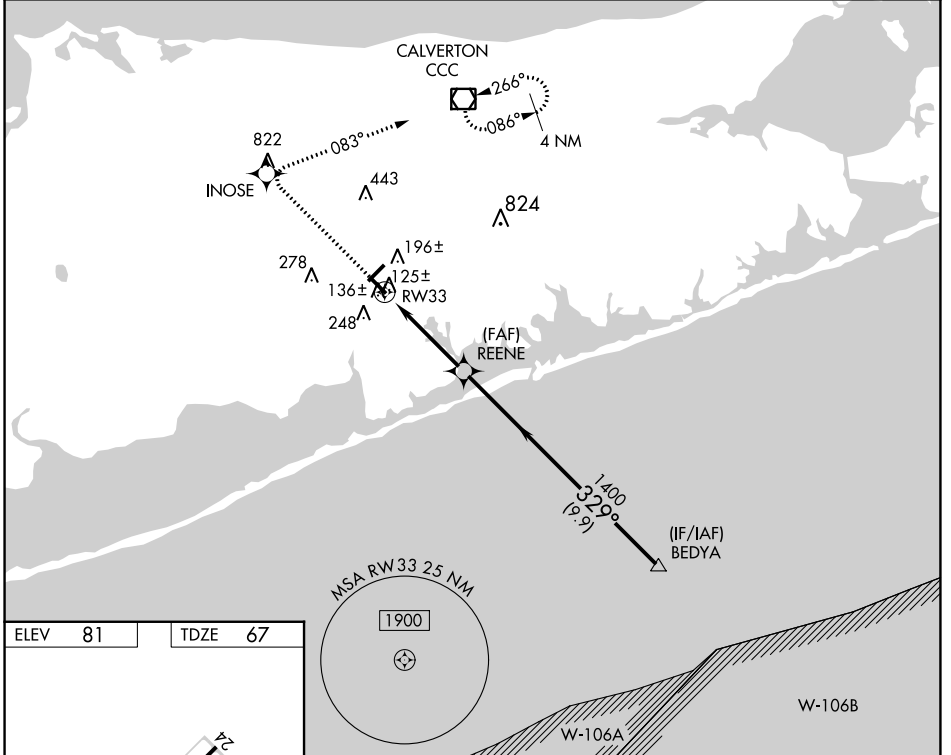 CALVERTON
CCC
266°
086°
4 NM
083°
822
INOSE
443
824
196±
278
125±
136±
RW33
248
(FAF)
REENE
1400
329°
(9.9)
(IF/IAF)
BEDYA
MSA RW33 25 NM
1900
ELEV 81
TDZE 67
24
W-106A
W-106B